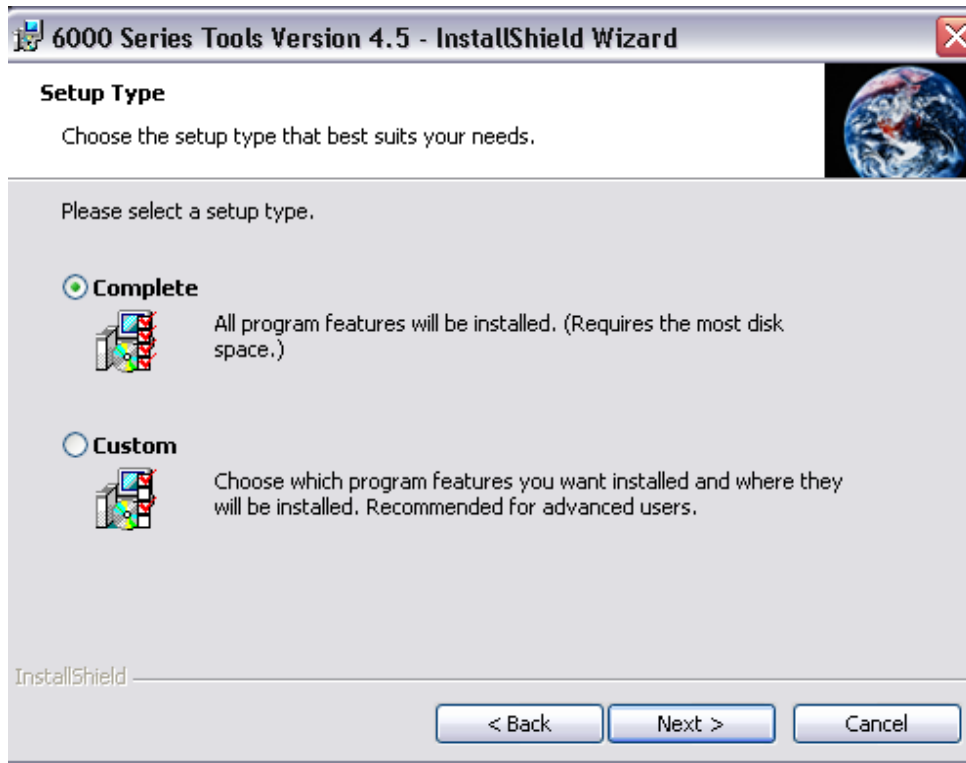 6000 Series Tools Version 4.5 - InstallShield Wizard
Setup Type
Choose the setup type that best suits your needs.
Please select a setup type.
Complete
All program features will be installed. (Requires the most disk
space.)
Custom
Choose which program features you want installed and where they
will be installed. Recommended for advanced users.
InstallShield
< Back Next > Cancel